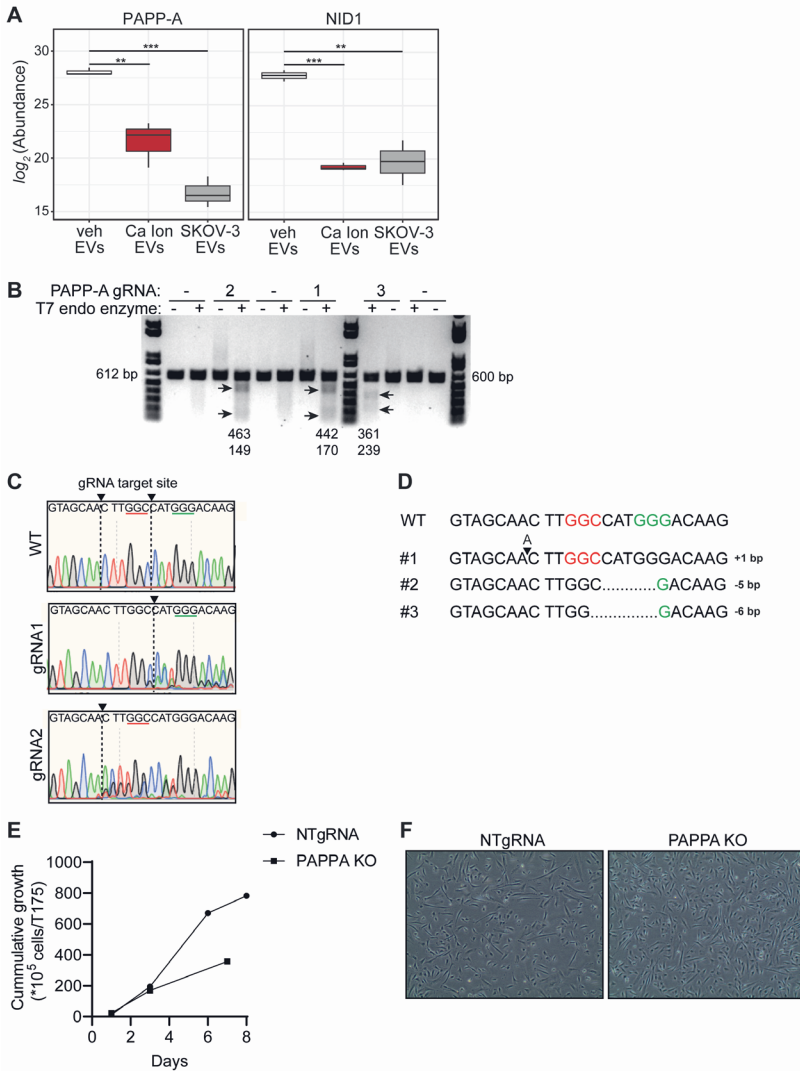 A
PAPP-A NID1
log2(Abundance)
30
25
20
15
*** ** ** ***
veh EVs Ca Ion EVs SKOV-3 EVs veh EVs Ca Ion EVs SKOV-3 EVs
B
PAPP-A gRNA: - 2 - 1 3 -
T7 endo enzyme: - + - + - + - + + - + -
612 bp 600 bp
463 442 361
149 170 239
C
gRNA target site
GTAGCAAC TTGGCCATGGGACAAG
WT
GTAGCAAC TTGGCCATGGGACAAG
gRNA1
GTAGCAAC TTGGCCATGGGACAAG
gRNA2
D
WT GTAGCAAC TTGGCCATGGGACAAG
A
#1 GTAGCAAC TTGGCCATGGGACAAG +1 bp
#2 GTAGCAAC TTGGC............GACAAG -5 bp
#3 GTAGCAAC TTGG..............GACAAG -6 bp
E
NTgRNA
PAPPA KO
Cummulative growth
(*10^5 cells/T175)
1000
800
600
400
200
0
0 2 4 6 8
Days
F
NTgRNA PAPPA KO